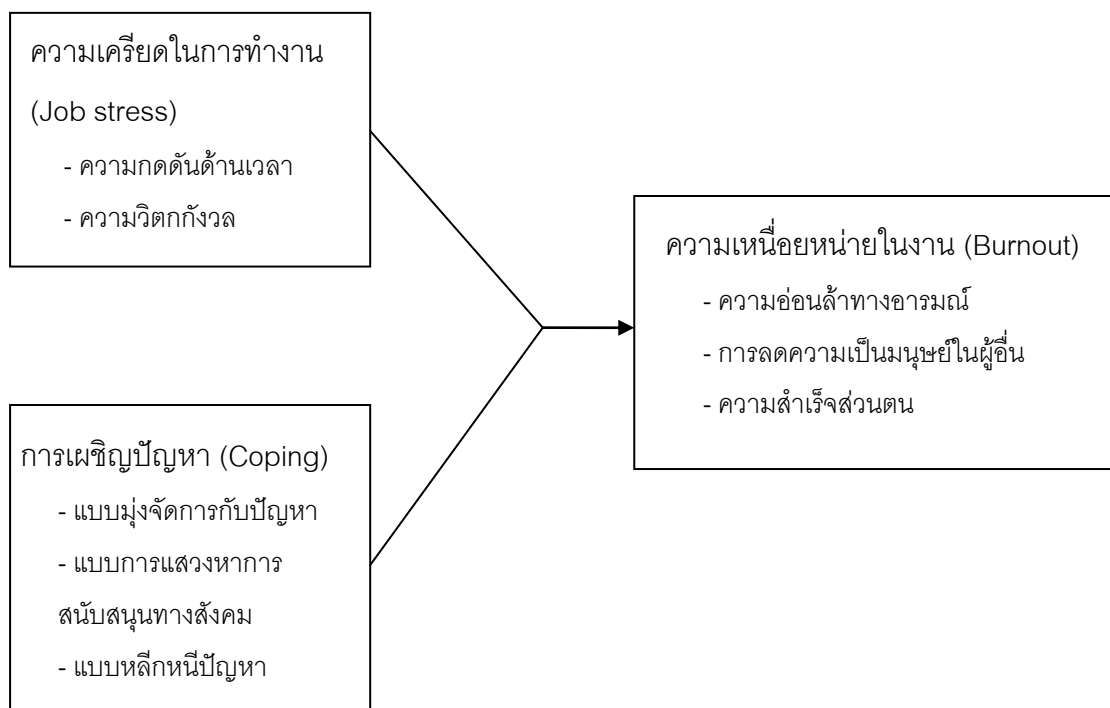 ความเครียดในการทำงาน
(Job stress)
- ความกดดันด้านเวลา
- ความวิตกกังวล
ความเหนื่อยหน่ายในงาน (Burnout)
- ความอ่อนล้าทางอารมณ์
- การลดความเป็นมนุษย์ในผู้อื่น
- ความสำเร็จส่วนตน
การเผชิญปัญหา (Coping)
- แบบมุ่งจัดการกับปัญหา
- แบบการแสวงหาการ
สนับสนุนทางสังคม
- แบบหลีกหนีปัญหา